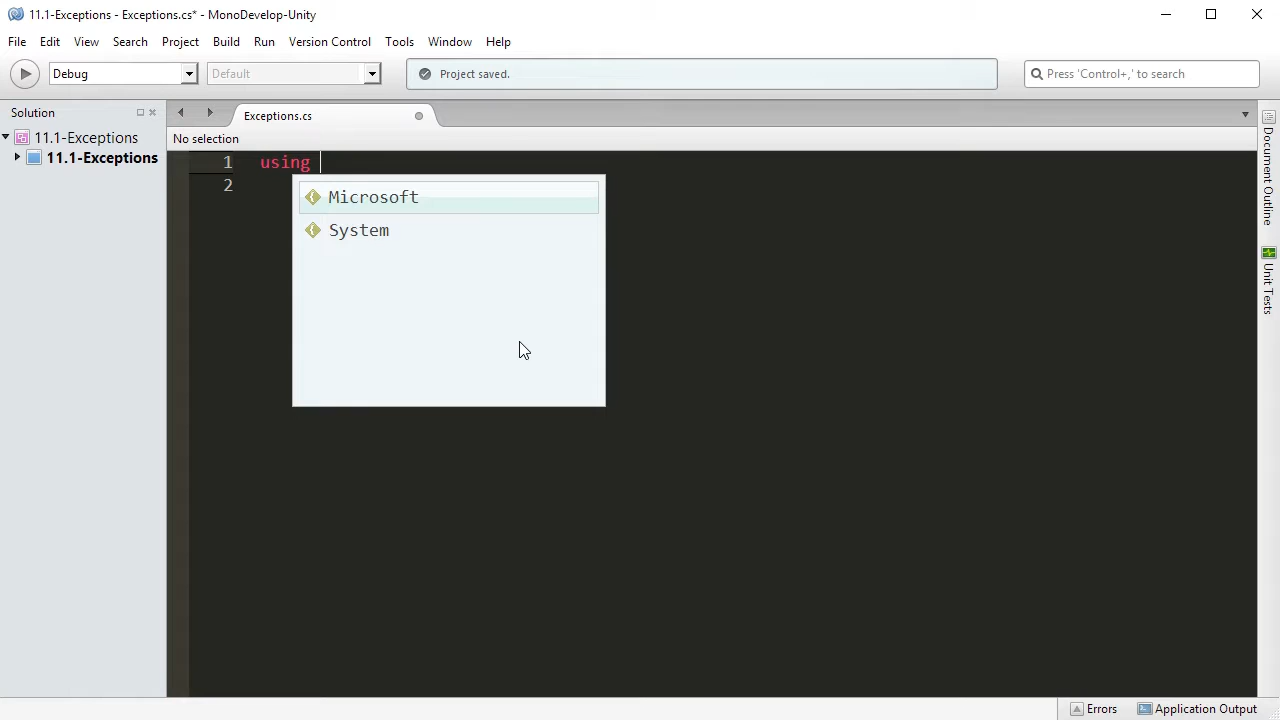 11.1-Exceptions - Exceptions.cs* - MonoDevelop-Unity
File Edit View Search Project Build Run Version Control Tools Window Help
Debug Default Project saved. Press 'Control+,' to search
Solution
Exceptions.cs
No selection
11.1-Exceptions
11.1-Exceptions
1 using
2
Microsoft
System
Document Outline
Unit Tests
Errors Application Output